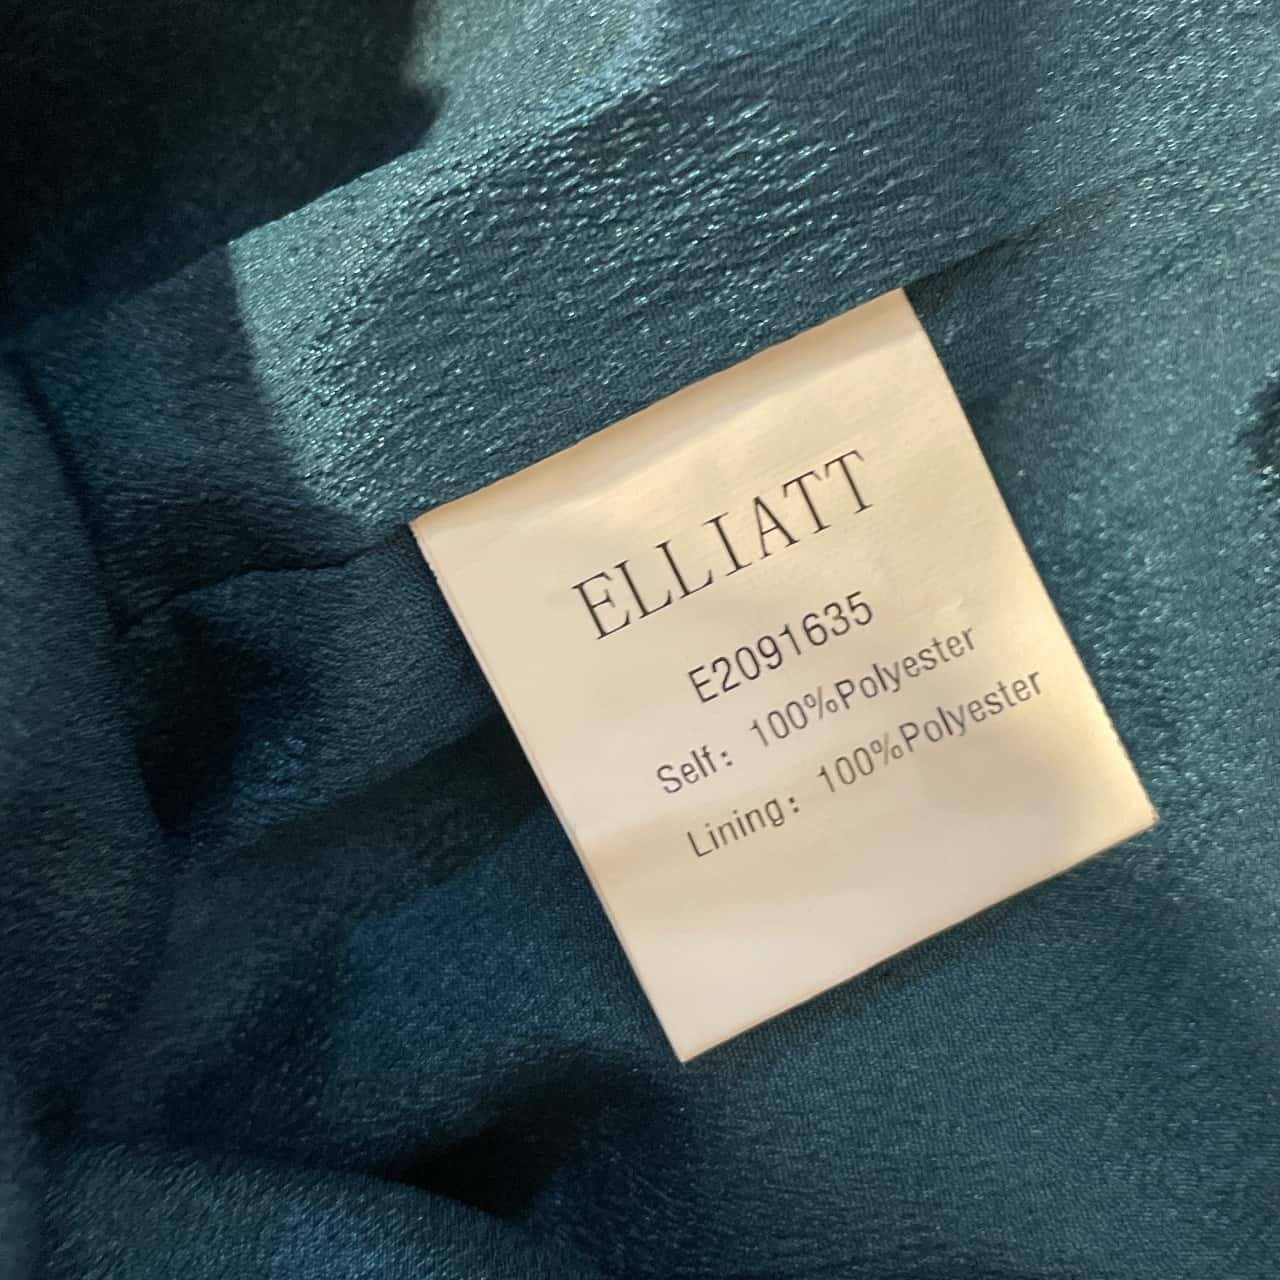 ELLIATT
E2091635
Self: 100%Polyester
Lining: 100%Polyester